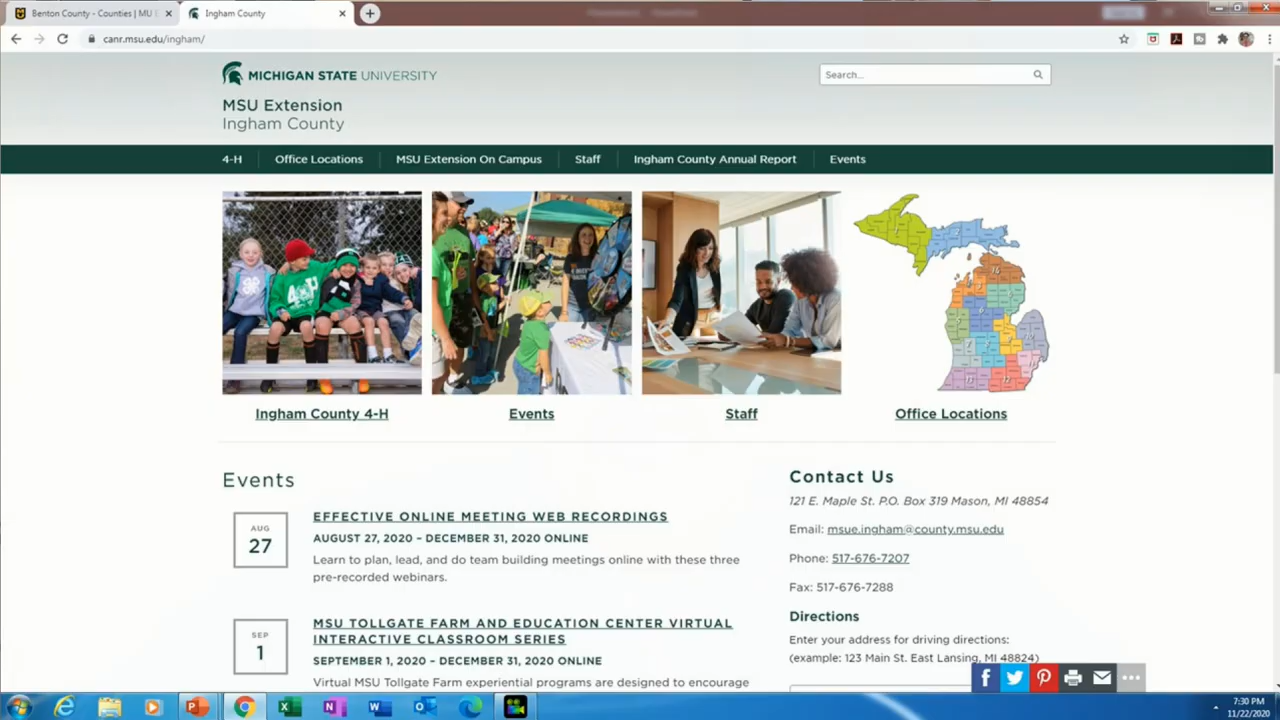 Benton County - Counties | MU E
Ingham County
canr.msu.edu/ingham/
MICHIGAN STATE UNIVERSITY
Search...
MSU Extension
Ingham County
4-H
Office Locations
MSU Extension On Campus
Staff
Ingham County Annual Report
Events
Ingham County 4-H
Events
Staff
Office Locations
Events
AUG
27
EFFECTIVE ONLINE MEETING WEB RECORDINGS
AUGUST 27, 2020 – DECEMBER 31, 2020 ONLINE
Learn to plan, lead, and do team building meetings online with these three
pre-recorded webinars.
SEP
1
MSU TOLLGATE FARM AND EDUCATION CENTER VIRTUAL
INTERACTIVE CLASSROOM SERIES
SEPTEMBER 1, 2020 – DECEMBER 31, 2020 ONLINE
Virtual MSU Tollgate Farm experiential programs are designed to encourage
Contact Us
121 E. Maple St. P.O. Box 319 Mason, MI 48854
Email: msue.ingham@county.msu.edu
Phone: 517-676-7207
Fax: 517-676-7288
Directions
Enter your address for driving directions:
(example: 123 Main St. East Lansing, MI 48824)
7:30 PM
11/22/2020